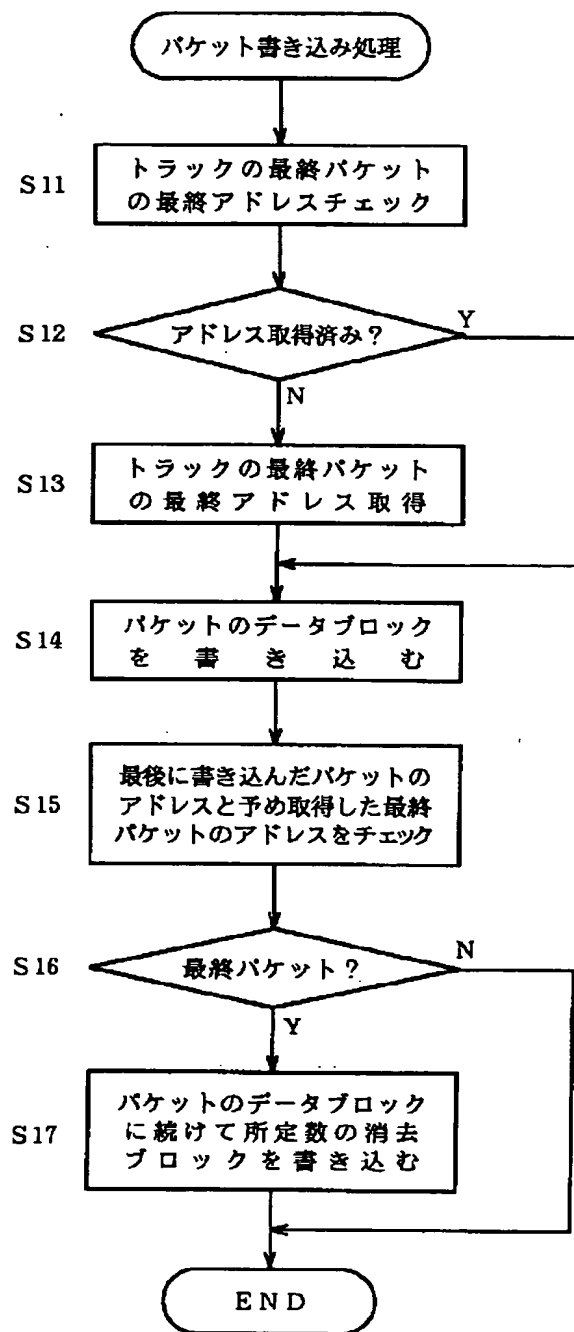 パケット書き込み処理
S11
トラックの最終パケット
の最終アドレスチェック
S12
アドレス取得済み?
Y
N
S13
トラックの最終パケット
の最終アドレス取得
S14
パケットのデータブロック
を書き込む
S15
最後に書き込んだパケットの
アドレスと予め取得した最終
パケットのアドレスをチェック
S16
最終パケット?
N
Y
S17
パケットのデータブロック
に続けて所定数の消去
ブロックを書き込む
END